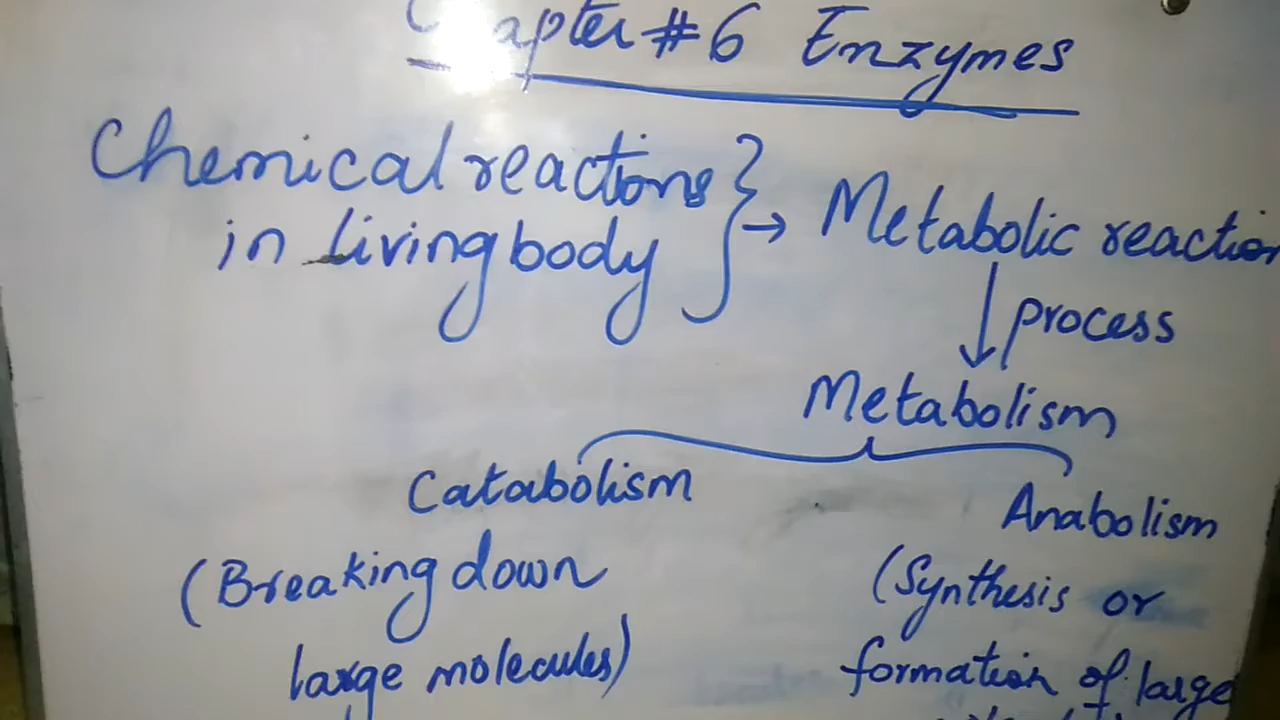 Chapter # 6 Enzymes
Chemical reactions
in living body } → Metabolic reaction
↓ process
Metabolism
Catabolism Anabolism
(Breaking down
large molecules)
(Synthesis or
formation of large